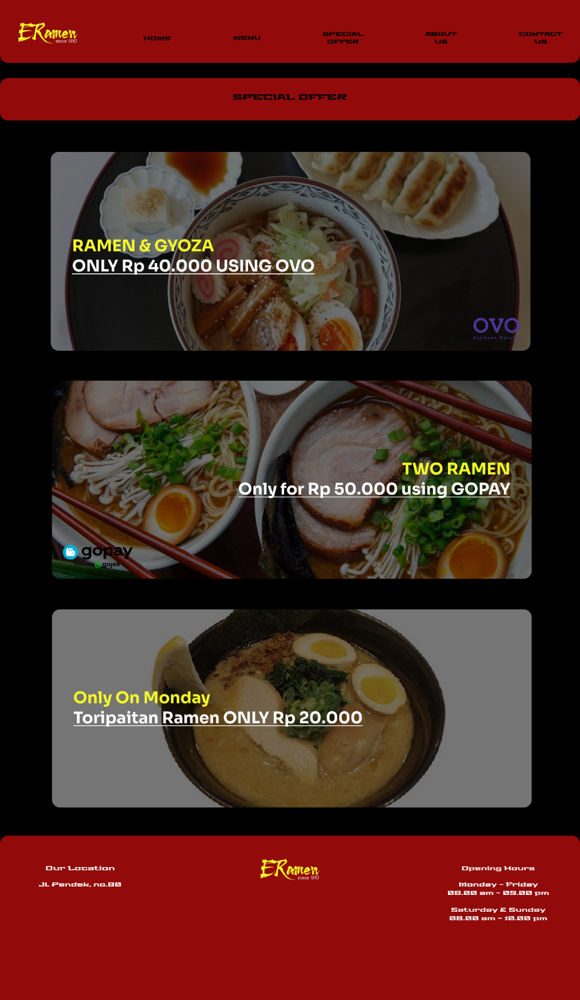 ERamen
since 1910
HOME
MENU
SPECIAL
OFFER
ABOUT
US
CONTACT
US
SPECIAL OFFER
RAMEN & GYOZA
ONLY Rp 40.000 USING OVO
OVO
Payment.Point
TWO RAMEN
Only for Rp 50.000 using GOPAY
gopay
gojek
Only On Monday
Toripaitan Ramen ONLY Rp 20.000
Our Location
Jl. Pendek, no.80
ERamen
since 1910
Opening Hours
Monday - Friday
08.00 am - 09.00 pm
Saturday & Sunday
08.00 am - 10.00 pm